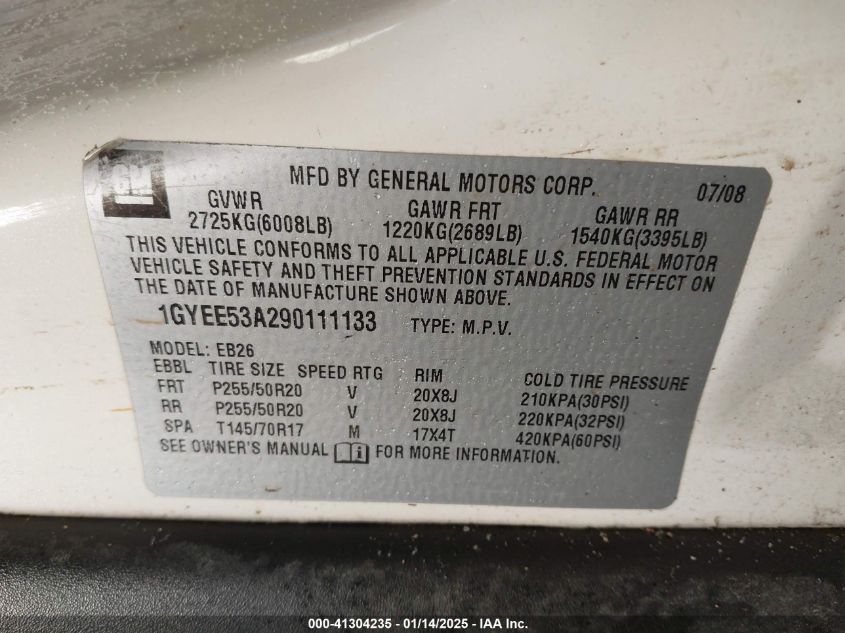 GM
MFD BY GENERAL MOTORS CORP. 07/08
GVWR GAWR FRT GAWR RR
2725KG(6008LB) 1220KG(2689LB) 1540KG(3395LB)
THIS VEHICLE CONFORMS TO ALL APPLICABLE U.S. FEDERAL MOTOR
VEHICLE SAFETY AND THEFT PREVENTION STANDARDS IN EFFECT ON
THE DATE OF MANUFACTURE SHOWN ABOVE.
1GYEE53A290111133 TYPE: M.P.V.
MODEL: EB26
EBBL TIRE SIZE SPEED RTG RIM COLD TIRE PRESSURE
FRT P255/50R20 V 20X8J 210KPA(30PSI)
RR P255/50R20 V 20X8J 220KPA(32PSI)
SPA T145/70R17 M 17X4T 420KPA(60PSI)
SEE OWNER'S MANUAL i FOR MORE INFORMATION.
000-41304235 - 01/14/2025 - IAA Inc.